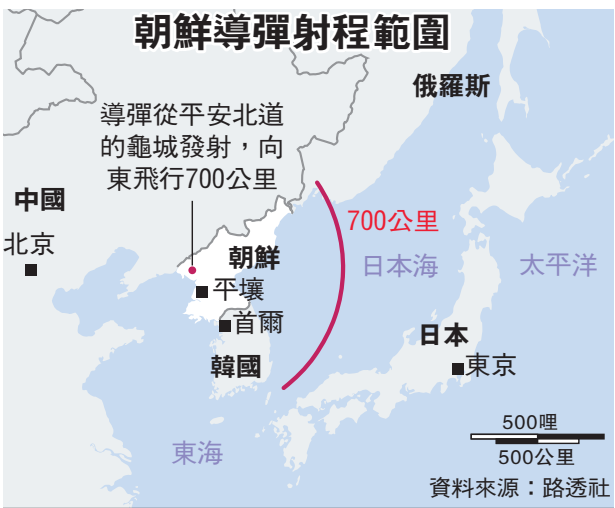 朝鮮導彈射程範圍
俄羅斯
導彈從平安北道
的龜城發射，向
東飛行700公里
中國
北京
700公里
朝鮮
日本海
太平洋
平壤
首爾
日本
韓國
東京
500哩
東海
500公里
資料來源：路透社